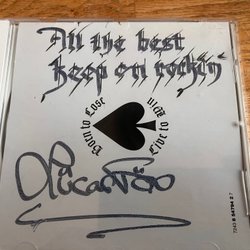 All the best
keep on rockin'
Born to Lose
Live to Win